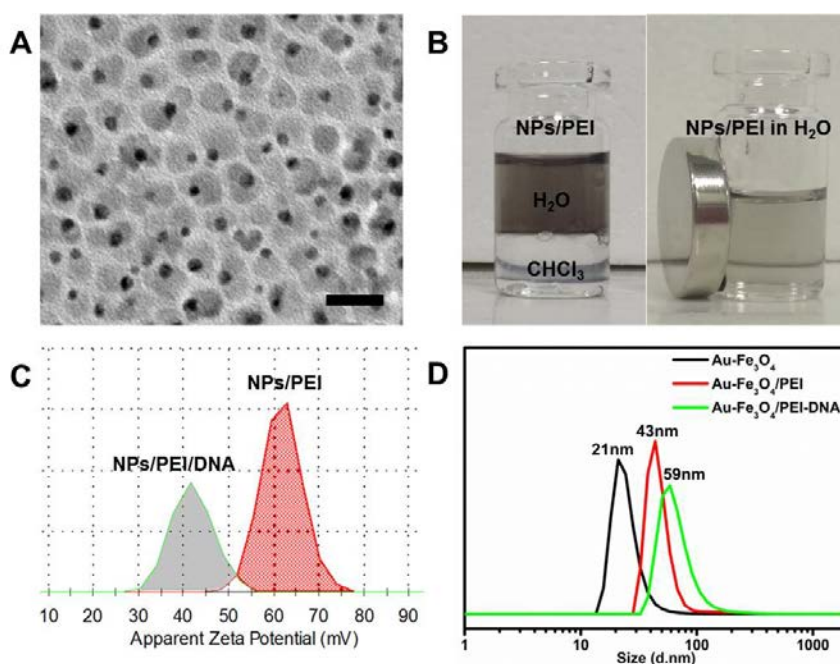 A
B
NPs/PEI
H₂O
CHCl₃
NPs/PEI in H₂O
C
NPs/PEI
NPs/PEI/DNA
10 20 30 40 50 60 70 80 90
Apparent Zeta Potential (mV)
D
Au-Fe₃O₄
Au-Fe₃O₄/PEI
Au-Fe₃O₄/PEI-DNA
21nm
43nm
59nm
1 10 100 1000
Size (d.nm)